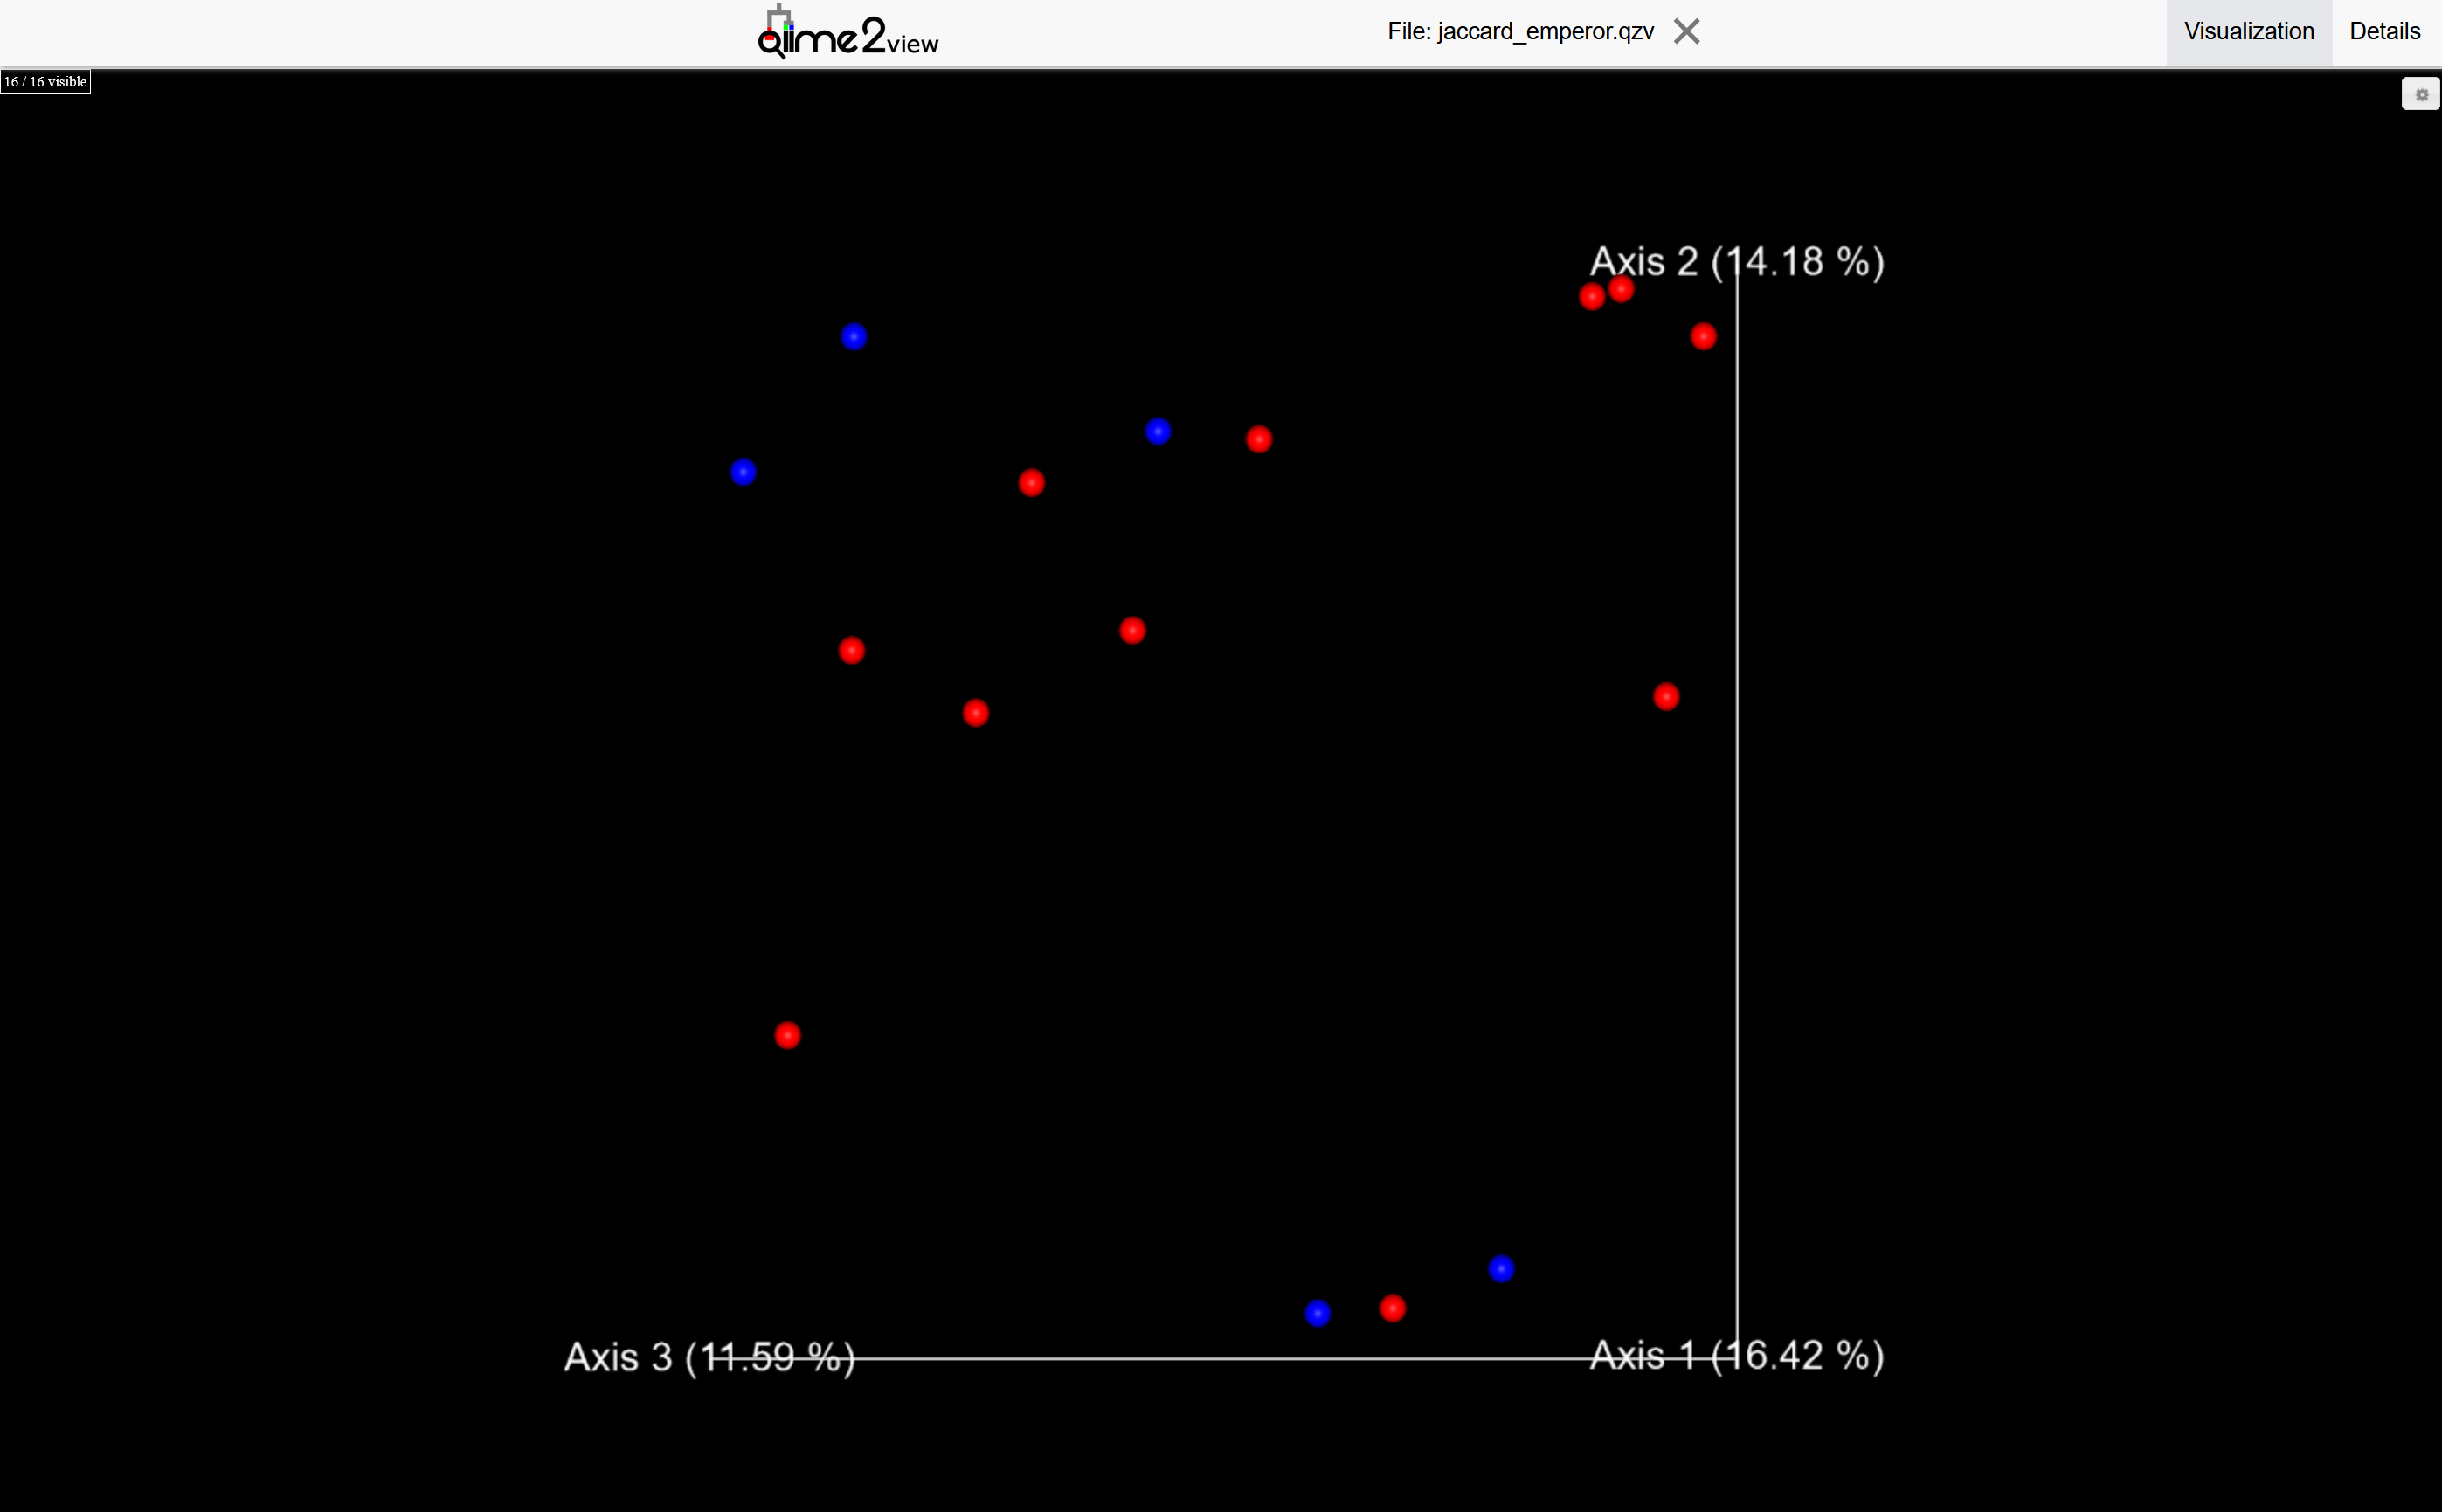 qiime2view
File: jaccard_emperor.qzv
Visualization
Details
16 / 16 visible
Axis 2 (14.18 %)
Axis 3 (11.59 %)
Axis 1 (16.42 %)